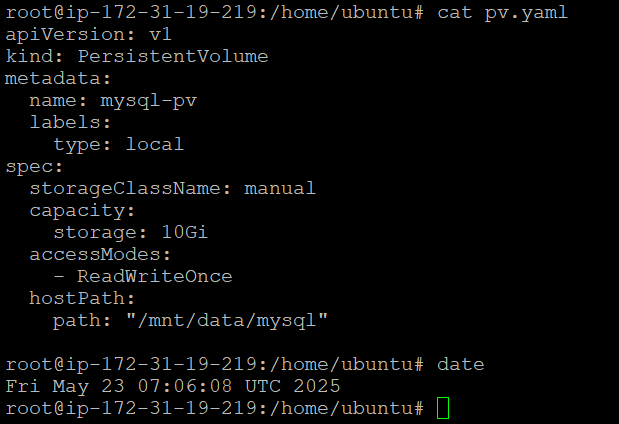 root@ip-172-31-19-219:/home/ubuntu# cat pv.yaml
apiVersion: v1
kind: PersistentVolume
metadata:
  name: mysql-pv
  labels:
    type: local
spec:
  storageClassName: manual
  capacity:
    storage: 10Gi
  accessModes:
    - ReadWriteOnce
  hostPath:
    path: "/mnt/data/mysql"

root@ip-172-31-19-219:/home/ubuntu# date
Fri May 23 07:06:08 UTC 2025
root@ip-172-31-19-219:/home/ubuntu#